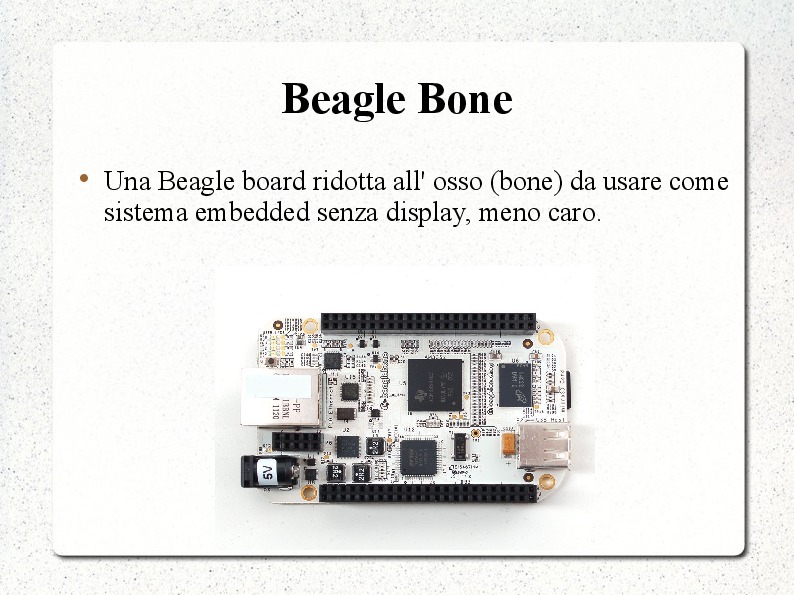 Beagle Bone
Una Beagle board ridotta all' osso (bone) da usare come
sistema embedded senza display, meno caro.
5V